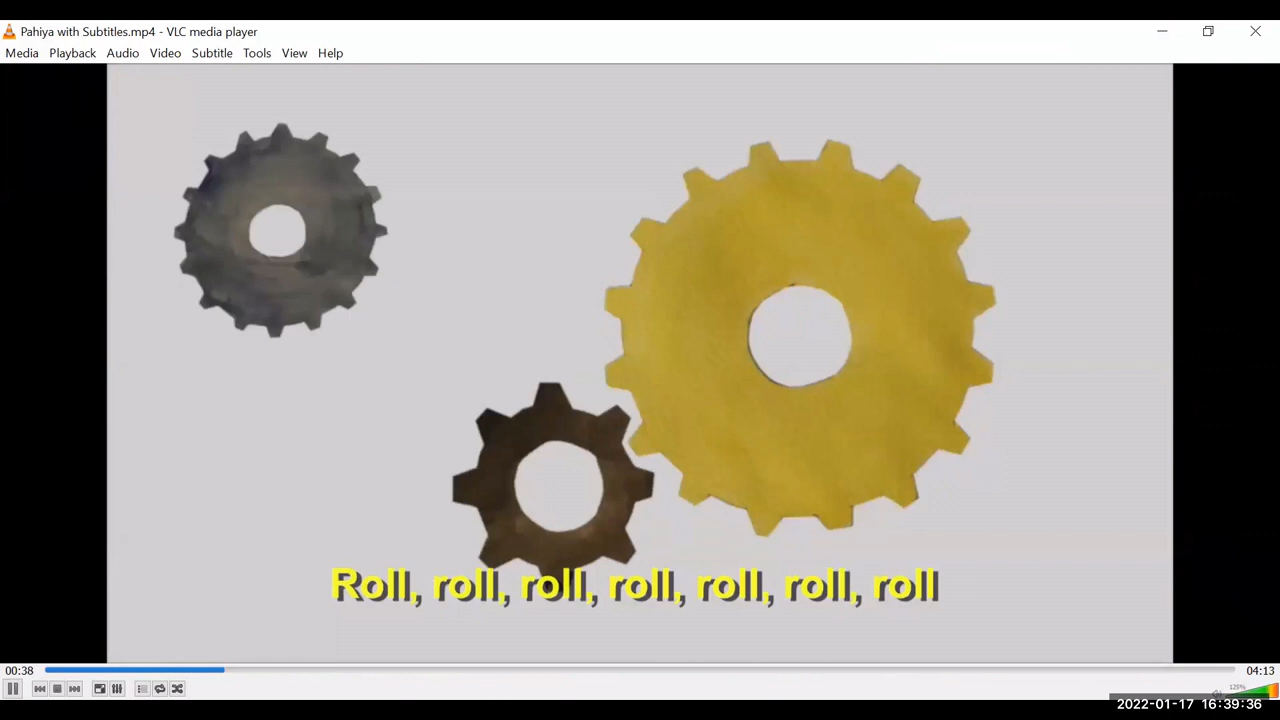 Pahiya with Subtitles.mp4 - VLC media player
Media Playback Audio Video Subtitle Tools View Help
Roll, roll, roll, roll, roll, roll, roll
00:38
04:13
125%
2022-01-17 16:39:36